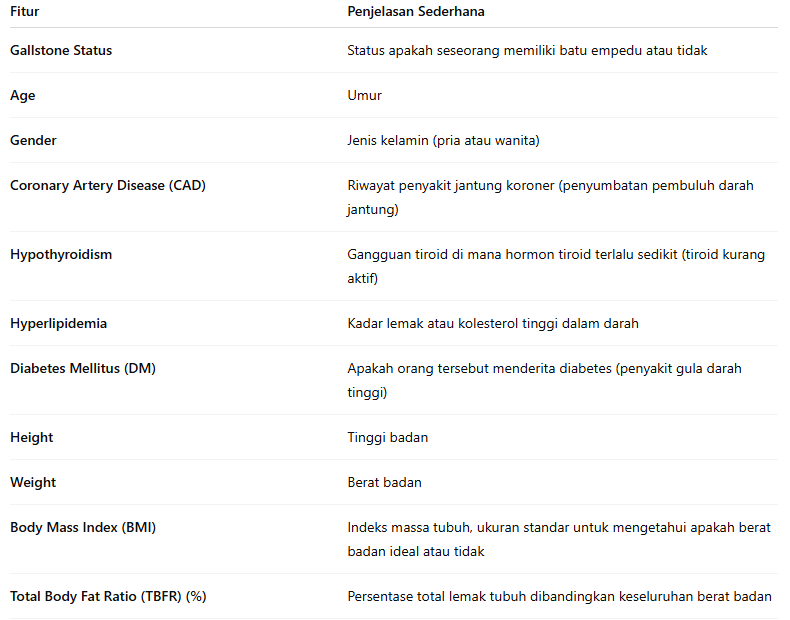 Fitur Penjelasan Sederhana
Gallstone Status Status apakah seseorang memiliki batu empedu atau tidak
Age Umur
Gender Jenis kelamin (pria atau wanita)
Coronary Artery Disease (CAD) Riwayat penyakit jantung koroner (penyumbatan pembuluh darah
jantung)
Hypothyroidism Gangguan tiroid di mana hormon tiroid terlalu sedikit (tiroid kurang
aktif)
Hyperlipidemia Kadar lemak atau kolesterol tinggi dalam darah
Diabetes Mellitus (DM) Apakah orang tersebut menderita diabetes (penyakit gula darah
tinggi)
Height Tinggi badan
Weight Berat badan
Body Mass Index (BMI) Indeks massa tubuh, ukuran standar untuk mengetahui apakah berat
badan ideal atau tidak
Total Body Fat Ratio (TBFR) (%) Persentase total lemak tubuh dibandingkan keseluruhan berat badan